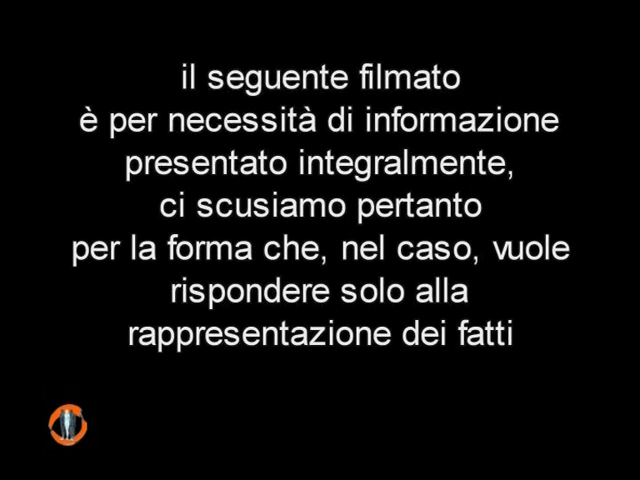 il seguente filmato
è per necessità di informazione
presentato integralmente,
ci scusiamo pertanto
per la forma che, nel caso, vuole
rispondere solo alla
rappresentazione dei fatti